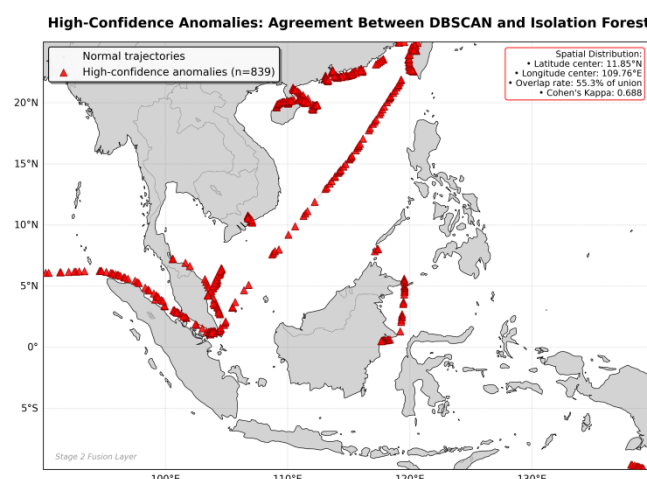 High-Confidence Anomalies: Agreement Between DBSCAN and Isolation Forest
Normal trajectories
High-confidence anomalies (n=839)
Spatial Distribution:
• Latitude center: 11.85°N
• Longitude center: 109.76°E
• Overlap rate: 55.3% of union
• Cohen's Kappa: 0.688
20°N
15°N
10°N
5°N
0°
5°S
Stage 2 Fusion Layer
100°E
110°E
120°E
130°E